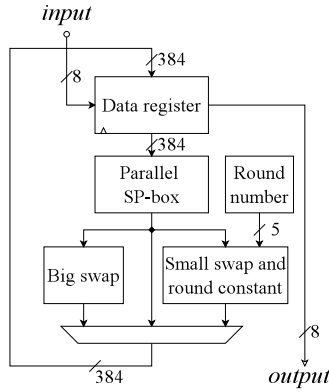 input
384
8
Data register
384
Parallel
SP-box
Round
number
5
Big swap
Small swap and
round constant
8
384
output